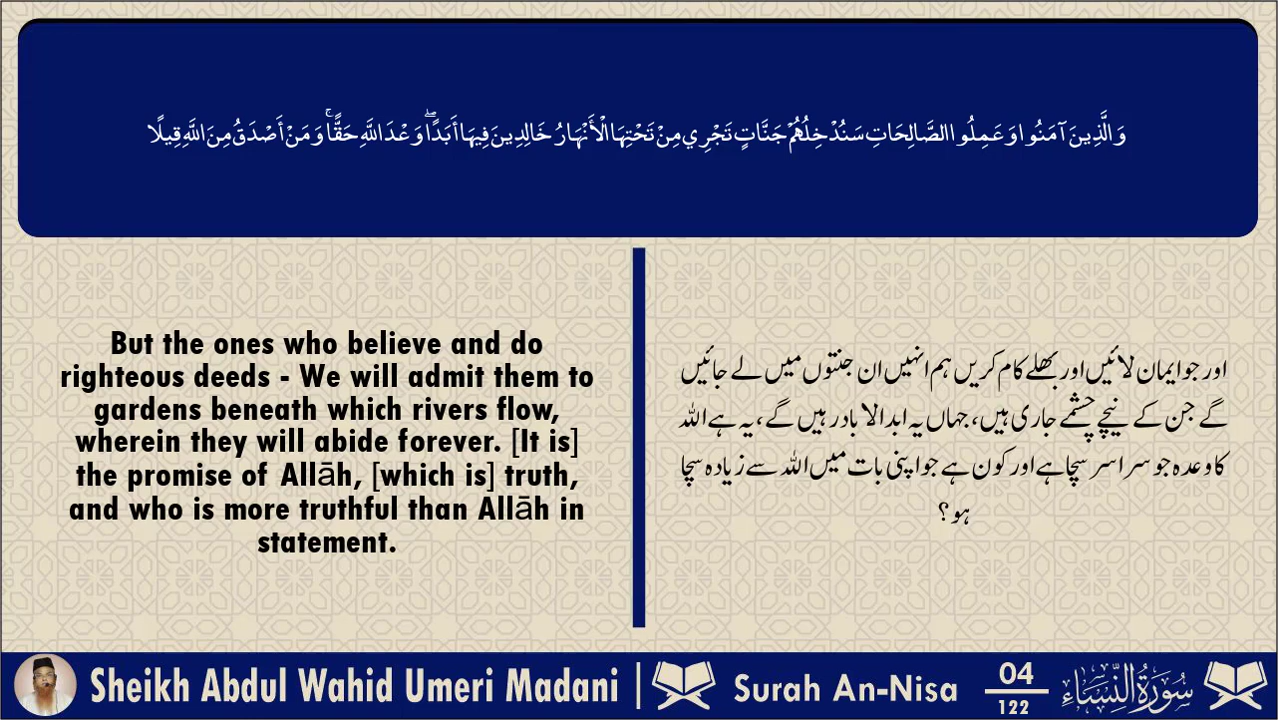 وَالَّذِينَ آمَنُوا وَعَمِلُوا الصَّالِحَاتِ سَنُدْخِلُهُمْ جَنَّاتٍ تَجْرِي مِنْ تَحْتِهَا الْأَنْهَارُ خَالِدِينَ فِيهَا أَبَدًا ۖ وَعْدَ اللَّهِ حَقًّا ۚ وَمَنْ أَصْدَقُ مِنَ اللَّهِ قِيلًا
But the ones who believe and do
righteous deeds - We will admit them to
gardens beneath which rivers flow,
wherein they will abide forever. [It is]
the promise of Allāh, [which is] truth,
and who is more truthful than Allāh in
statement.
اور جو ایمان لائیں اور بھلے کام کریں ہم انہیں ان جنتوں میں لے جائیں
گے جن کے نیچے چشمے جاری ہیں، جہاں یہ ابدالاباد رہیں گے، یہ ہے اللہ
کا وعدہ جو سراسر سچا ہے اور کون ہے جو اپنی بات میں اللہ سے زیادہ سچا
ہو؟
Sheikh Abdul Wahid Umeri Madani | Surah An-Nisa
04
122
سُورَةُ النِّسَاء